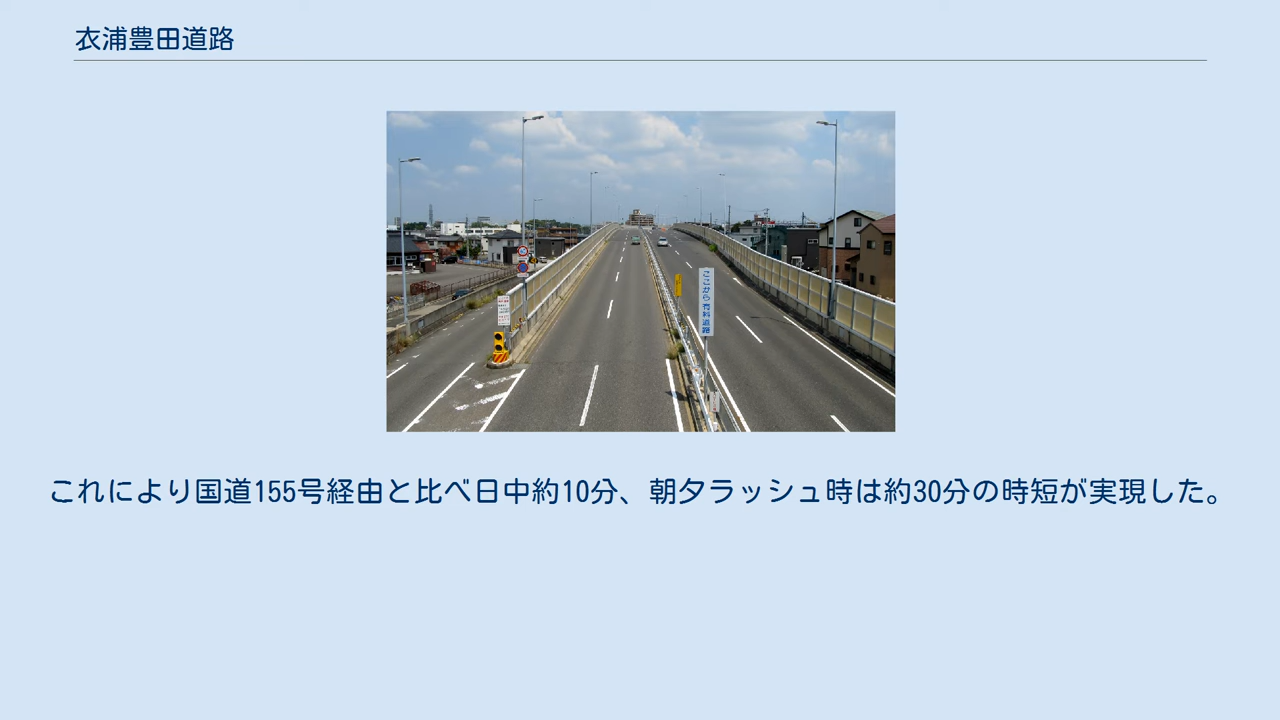 衣浦豊田道路
ここから有料道路
これにより国道155号経由と比べ日中約10分、朝夕ラッシュ時は約30分の時短が実現した。